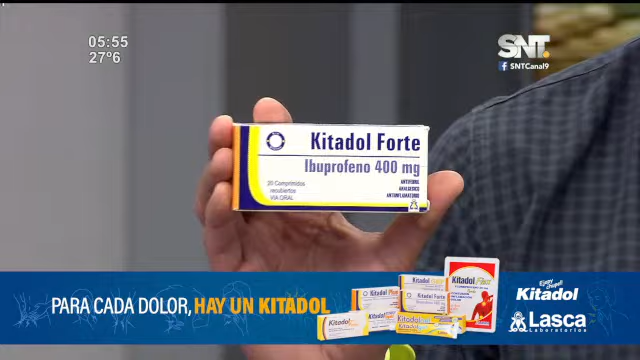 05:55
27°6
SNT
SNTCanal9
Kitadol Forte
Ibuprofeno 400 mg
20 Comprimidos
recubiertos
VIA ORAL
ANTIFEBRIL
ANALGESICO
ANTIINFLAMATORIO
PARA CADA DOLOR, HAY UN KITADOL
Kitadol
Kitadol Forte
Kitadol Flex
Kitadol
Lasca
Laboratorios